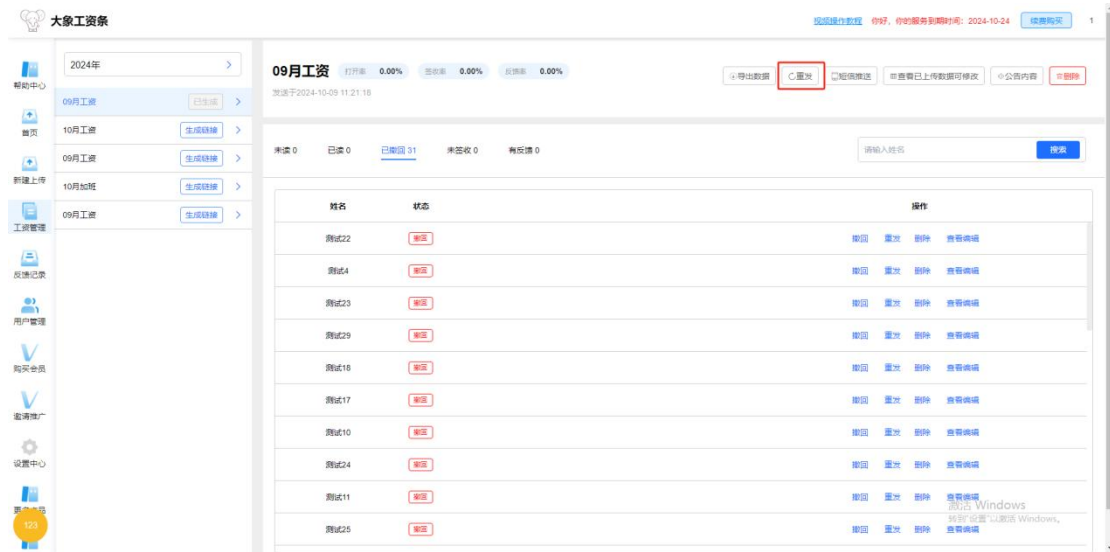 大象工资条
视频操作教程 你好,你的服务到期时间:2024-10-24 续费购买 1
帮助中心
首页
新建上传
工资管理
反馈记录
用户管理
购买会员
邀请推广
设置中心
123
2024年
09月工资 已生成
10月工资 生成链接
09月工资 生成链接
10月加班 生成链接
09月工资 生成链接
09月工资 打开率 0.00% 签收率 0.00% 反馈率 0.00%
发送于2024-10-09 11:21:18
导出数据 重发 短信推送 查看已上传数据可修改 公告内容 删除
未读 0 已读 0 已撤回 31 未签收 0 有反馈 0
请输入姓名 搜索
姓名 状态 操作
测试22 撤回 撤回 重发 删除 查看编辑
测试4 撤回 撤回 重发 删除 查看编辑
测试23 撤回 撤回 重发 删除 查看编辑
测试29 撤回 撤回 重发 删除 查看编辑
测试18 撤回 撤回 重发 删除 查看编辑
测试17 撤回 撤回 重发 删除 查看编辑
测试10 撤回 撤回 重发 删除 查看编辑
测试24 撤回 撤回 重发 删除 查看编辑
测试11 撤回 撤回 重发 删除 查看编辑
测试25 撤回 撤回 重发 删除 查看编辑
激活 Windows
转到"设置"以激活 Windows。